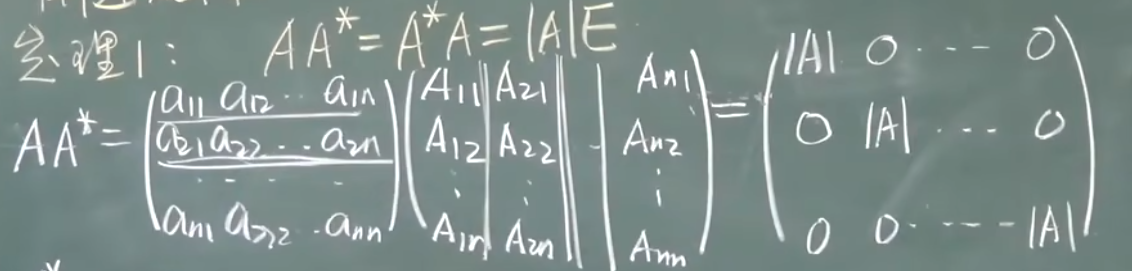 定理1: AA* = A*A = |A|E
AA* = (a11 a12 ·· a1n)(A11 A21 An1) = (|A| 0 ···· 0)
a21 a22 ... a2n A12 A22 ·· An2 0 |A| ···· 0
· · · · ⋮ ⋮ ⋮
an1 an2 ·· ann A1n A2n Ann 0 0 ····· |A|